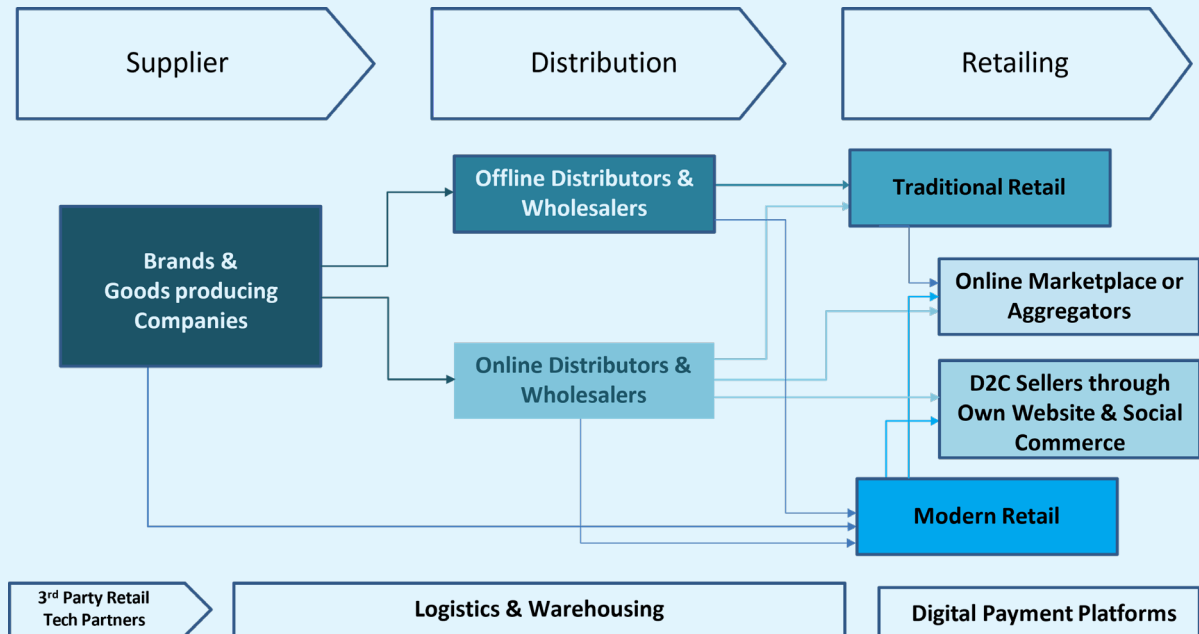 Supplier
Distribution
Retailing
Offline Distributors &
Wholesalers
Traditional Retail
Brands &
Goods producing
Companies
Online Marketplace or
Aggregators
Online Distributors &
Wholesalers
D2C Sellers through
Own Website & Social
Commerce
Modern Retail
3rd Party Retail
Tech Partners
Logistics & Warehousing
Digital Payment Platforms